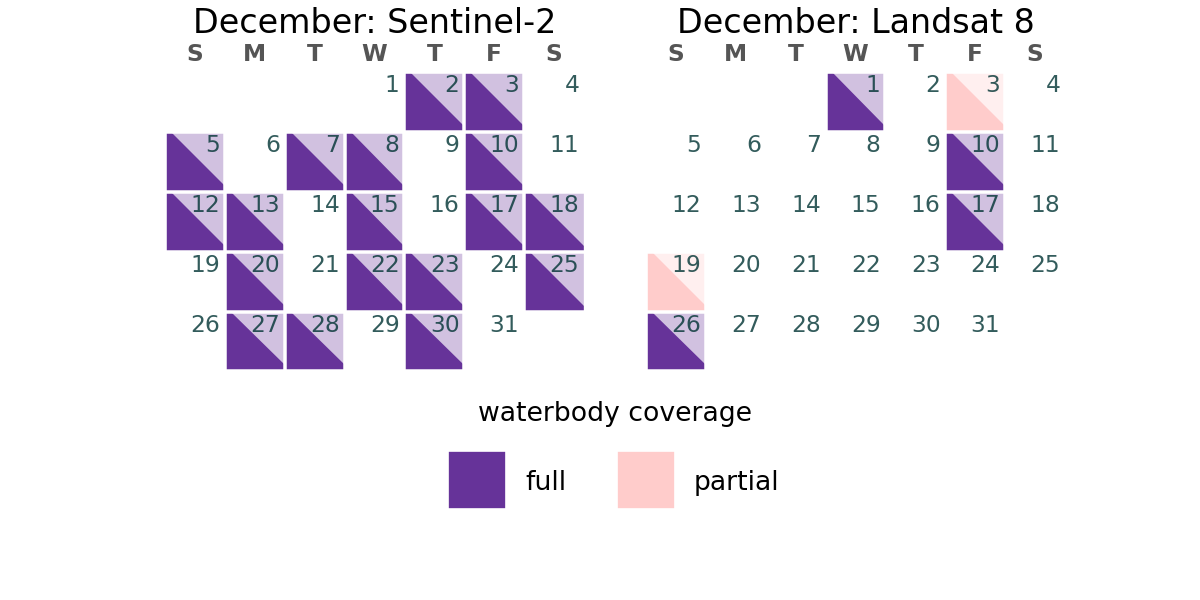 December: Sentinel-2
S M T W T F S
1 2 3 4
5 6 7 8 9 10 11
12 13 14 15 16 17 18
19 20 21 22 23 24 25
26 27 28 29 30 31
December: Landsat 8
S M T W T F S
1 2 3 4
5 6 7 8 9 10 11
12 13 14 15 16 17 18
19 20 21 22 23 24 25
26 27 28 29 30 31
waterbody coverage
full partial